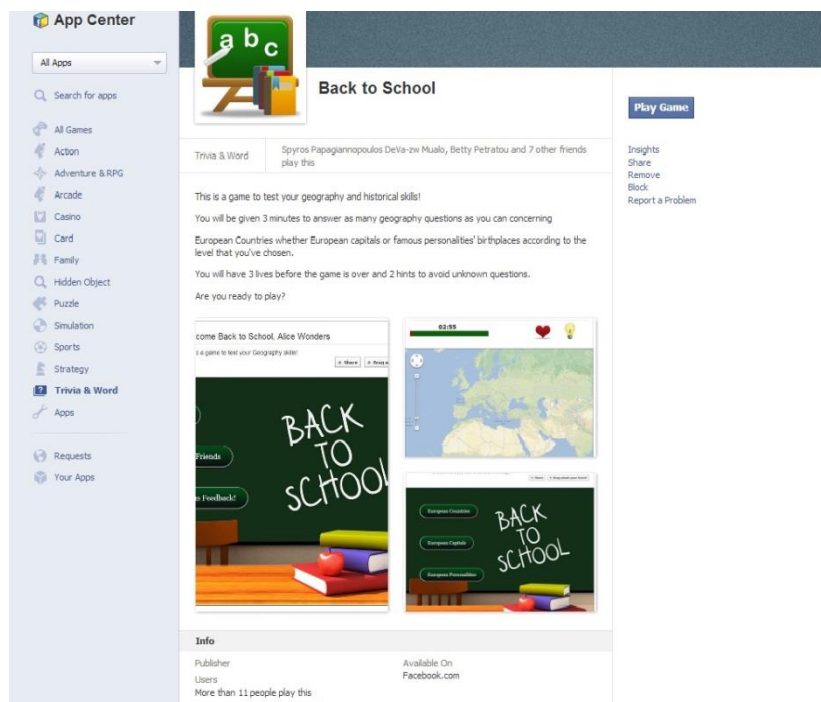 App Center
All Apps
Search for apps
All Games
Action
Adventure & RPG
Arcade
Casino
Card
Family
Hidden Object
Puzzle
Simulation
Sports
Strategy
Trivia & Word
Apps
Requests
Your Apps
a b c
Back to School
Trivia & Word
Spyros Papagiannopoulos DeVa-zw Mualo, Betty Petratou and 7 other friends
play this
This is a game to test your geography and historical skills!
You will be given 3 minutes to answer as many geography questions as you can concerning
European Countries whether European capitals or famous personalities' birthplaces according to the
level that you've chosen.
You will have 3 lives before the game is over and 2 hints to avoid unknown questions.
Are you ready to play?
come Back to School, Alice Wonders
s a game to test your Geography skills!
Share
Brag a
Friends
us Feedback!
BACK
TO
SCHOOL
02:55
European Countries
European Capitals
European Personalities
BACK
TO
SCHOOL
Info
Publisher
Users
More than 11 people play this
Available On
Facebook.com
Play Game
Insights
Share
Remove
Block
Report a Problem